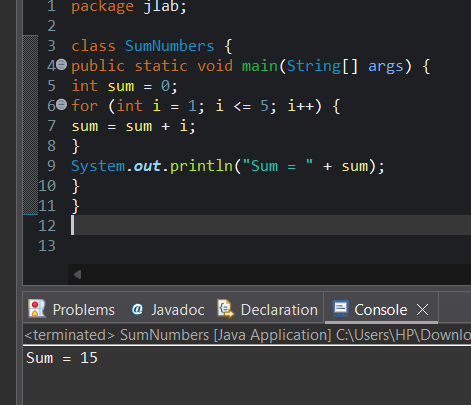 1 package jlab;
2
3 class SumNumbers {
4 public static void main(String[] args) {
5 int sum = 0;
6 for (int i = 1; i <= 5; i++) {
7 sum = sum + i;
8 }
9 System.out.println("Sum = " + sum);
10 }
11 }
12
13
Problems @ Javadoc Declaration Console
<terminated> SumNumbers [Java Application] C:\Users\HP\Downlo
Sum = 15